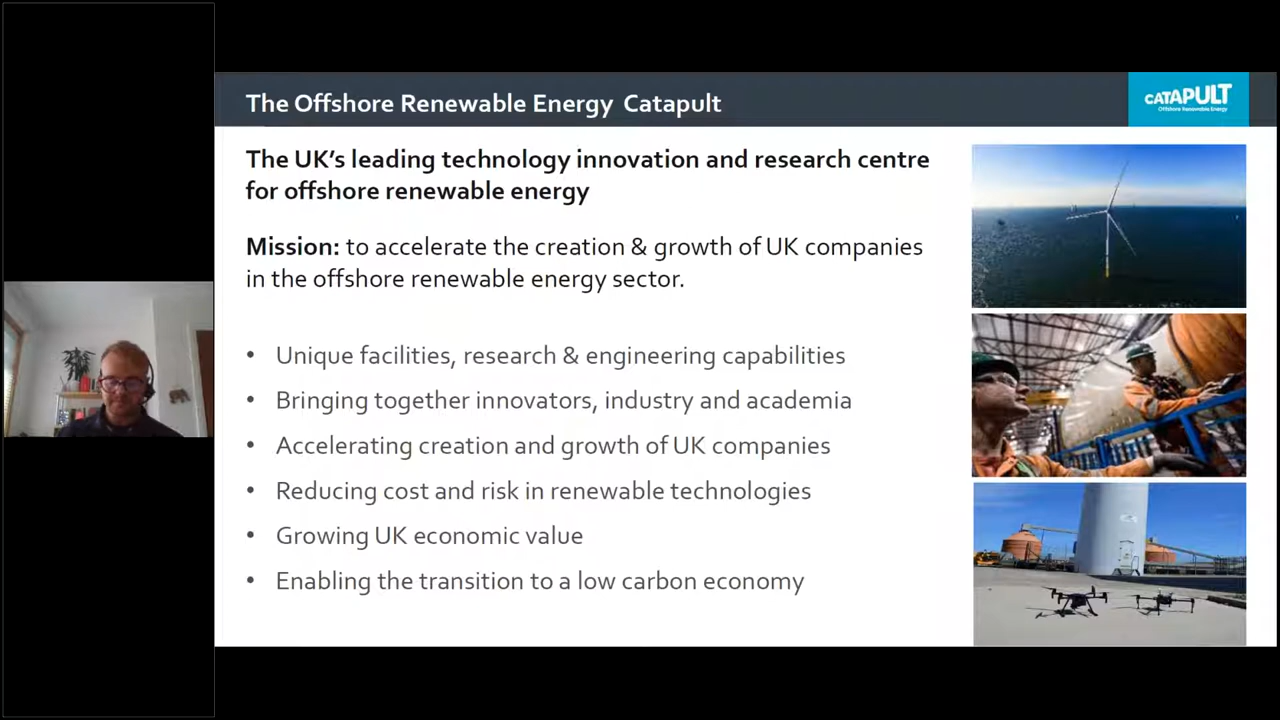 The Offshore Renewable Energy Catapult
CATAPULT
Offshore Renewable Energy
The UK's leading technology innovation and research centre
for offshore renewable energy
Mission: to accelerate the creation & growth of UK companies
in the offshore renewable energy sector.
• Unique facilities, research & engineering capabilities
• Bringing together innovators, industry and academia
• Accelerating creation and growth of UK companies
• Reducing cost and risk in renewable technologies
• Growing UK economic value
• Enabling the transition to a low carbon economy